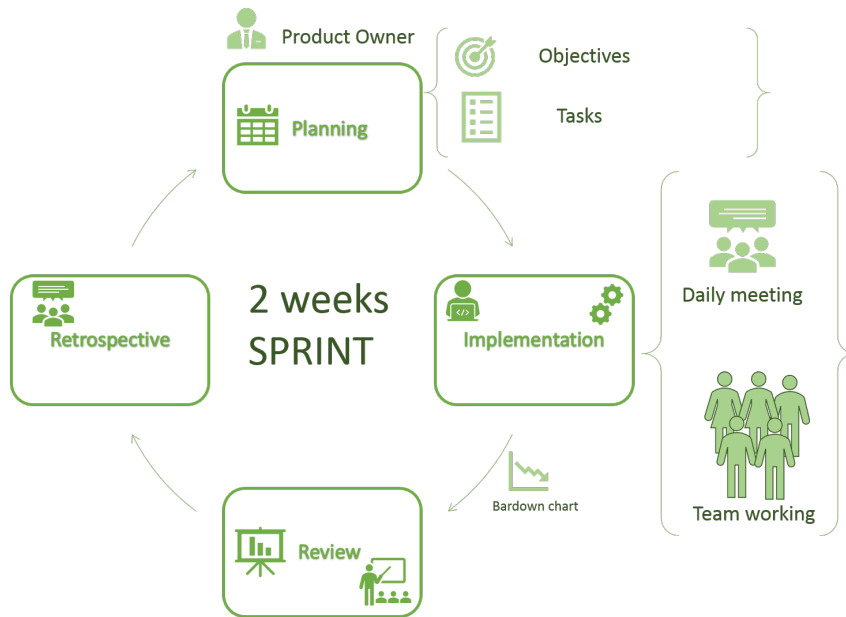 Product Owner
Objectives
Planning
Tasks
2 weeks
SPRINT
Retrospective
Implementation
Daily meeting
Bardown chart
Team working
Review